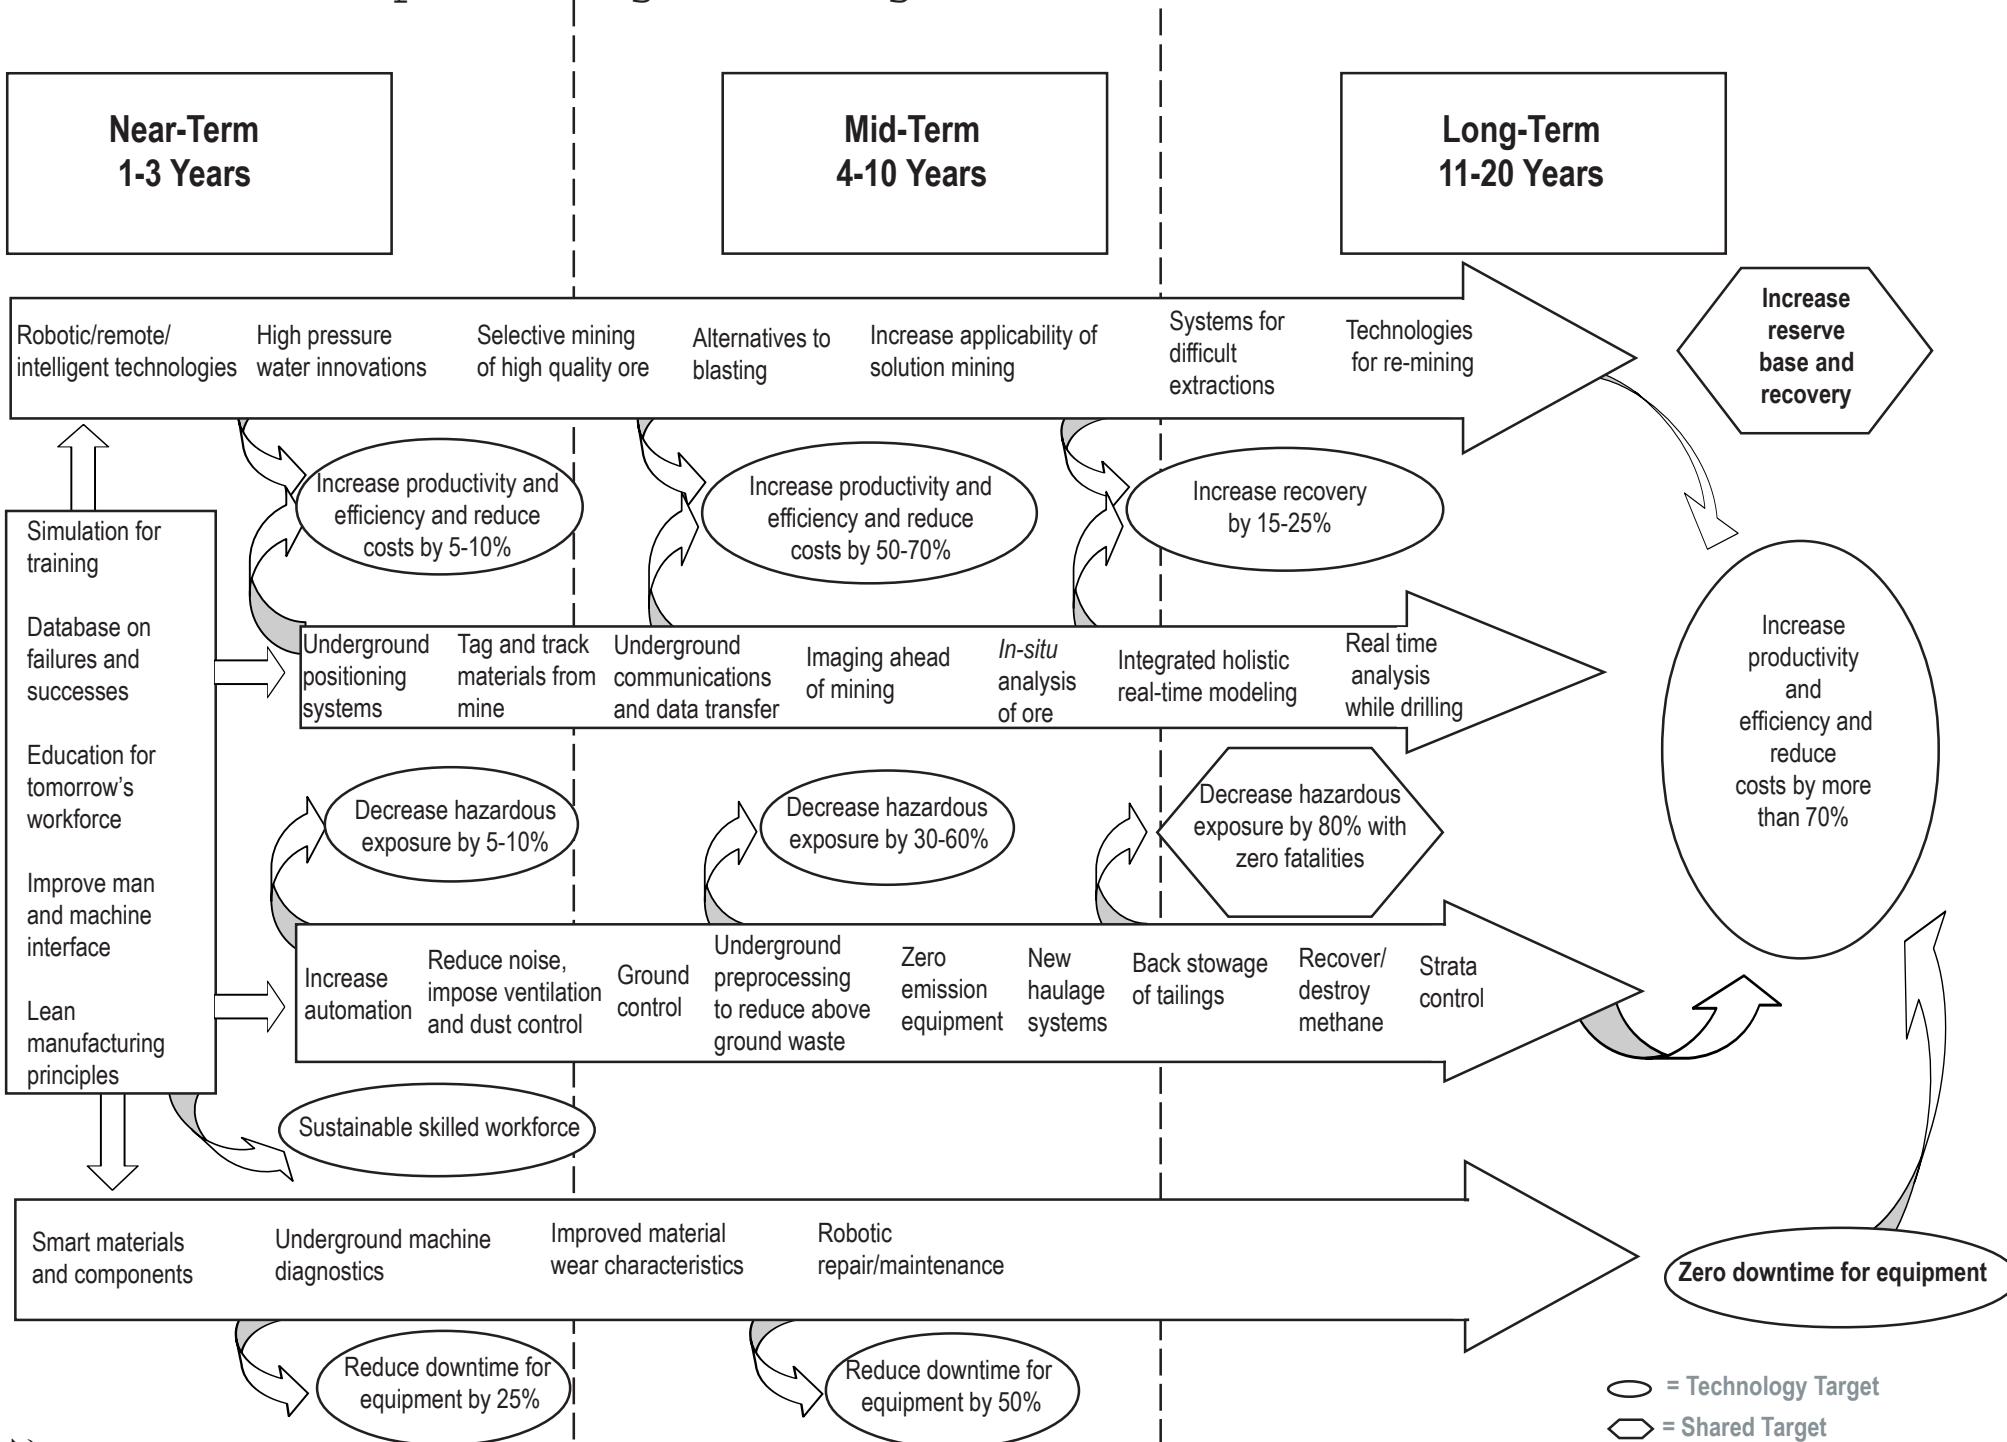 Near-Term
1-3 Years
Mid-Term
4-10 Years
Long-Term
11-20 Years
Robotic/remote/
intelligent technologies
High pressure
water innovations
Selective mining
of high quality ore
Alternatives to
blasting
Increase applicability of
solution mining
Systems for
difficult
extractions
Technologies
for re-mining
Increase
reserve
base and
recovery
Increase productivity and
efficiency and reduce
costs by 5-10%
Increase productivity and
efficiency and reduce
costs by 50-70%
Increase recovery
by 15-25%
Simulation for
training
Database on
failures and
successes
Education for
tomorrow's
workforce
Improve man
and machine
interface
Lean
manufacturing
principles
Underground
positioning
systems
Tag and track
materials from
mine
Underground
communications
and data transfer
Imaging ahead
of mining
In-situ
analysis
of ore
Integrated holistic
real-time modeling
Real time
analysis
while drilling
Increase
productivity
and
efficiency and
reduce
costs by more
than 70%
Decrease hazardous
exposure by 5-10%
Decrease hazardous
exposure by 30-60%
Decrease hazardous
exposure by 80% with
zero fatalities
Increase
automation
Reduce noise,
impose ventilation
and dust control
Ground
control
Underground
preprocessing
to reduce above
ground waste
Zero
emission
equipment
New
haulage
systems
Back stowage
of tailings
Recover/
destroy
methane
Strata
control
Sustainable skilled workforce
Smart materials
and components
Underground machine
diagnostics
Improved material
wear characteristics
Robotic
repair/maintenance
Zero downtime for equipment
Reduce downtime for
equipment by 25%
Reduce downtime for
equipment by 50%
= Technology Target
= Shared Target